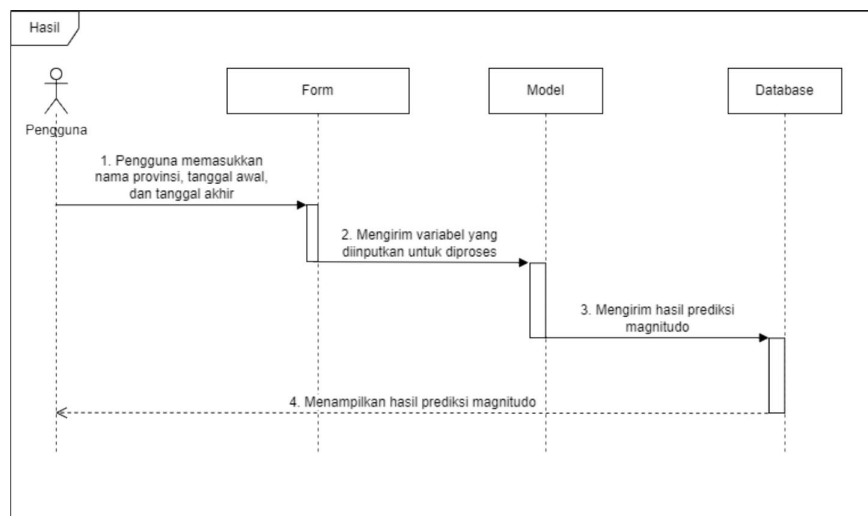 Hasil
Form
Model
Database
Pengguna
1. Pengguna memasukkan
nama provinsi, tanggal awal,
dan tanggal akhir
2. Mengirim variabel yang
diinputkan untuk diproses
3. Mengirim hasil prediksi
magnitudo
4. Menampilkan hasil prediksi magnitudo